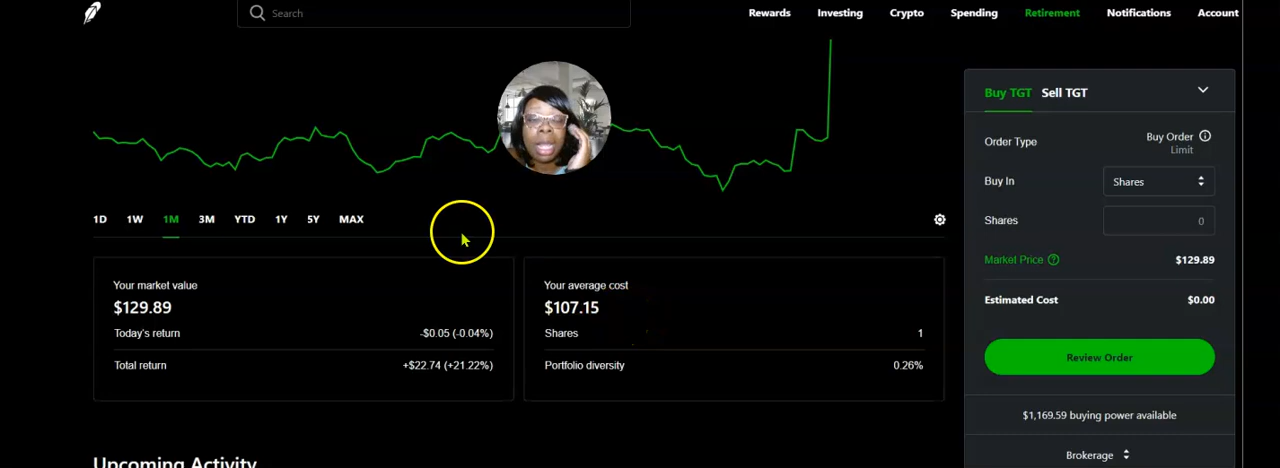 Search
Rewards Investing Crypto Spending Retirement Notifications Account
Buy TGT Sell TGT
Order Type Buy Order
Limit
Buy In Shares
Shares 0
Market Price $129.89
Estimated Cost $0.00
Review Order
$1,169.59 buying power available
Brokerage
1D 1W 1M 3M YTD 1Y 5Y MAX
Your market value
$129.89
Today's return -$0.05 (-0.04%)
Total return +$22.74 (+21.22%)
Your average cost
$107.15
Shares 1
Portfolio diversity 0.26%
Upcoming Activity